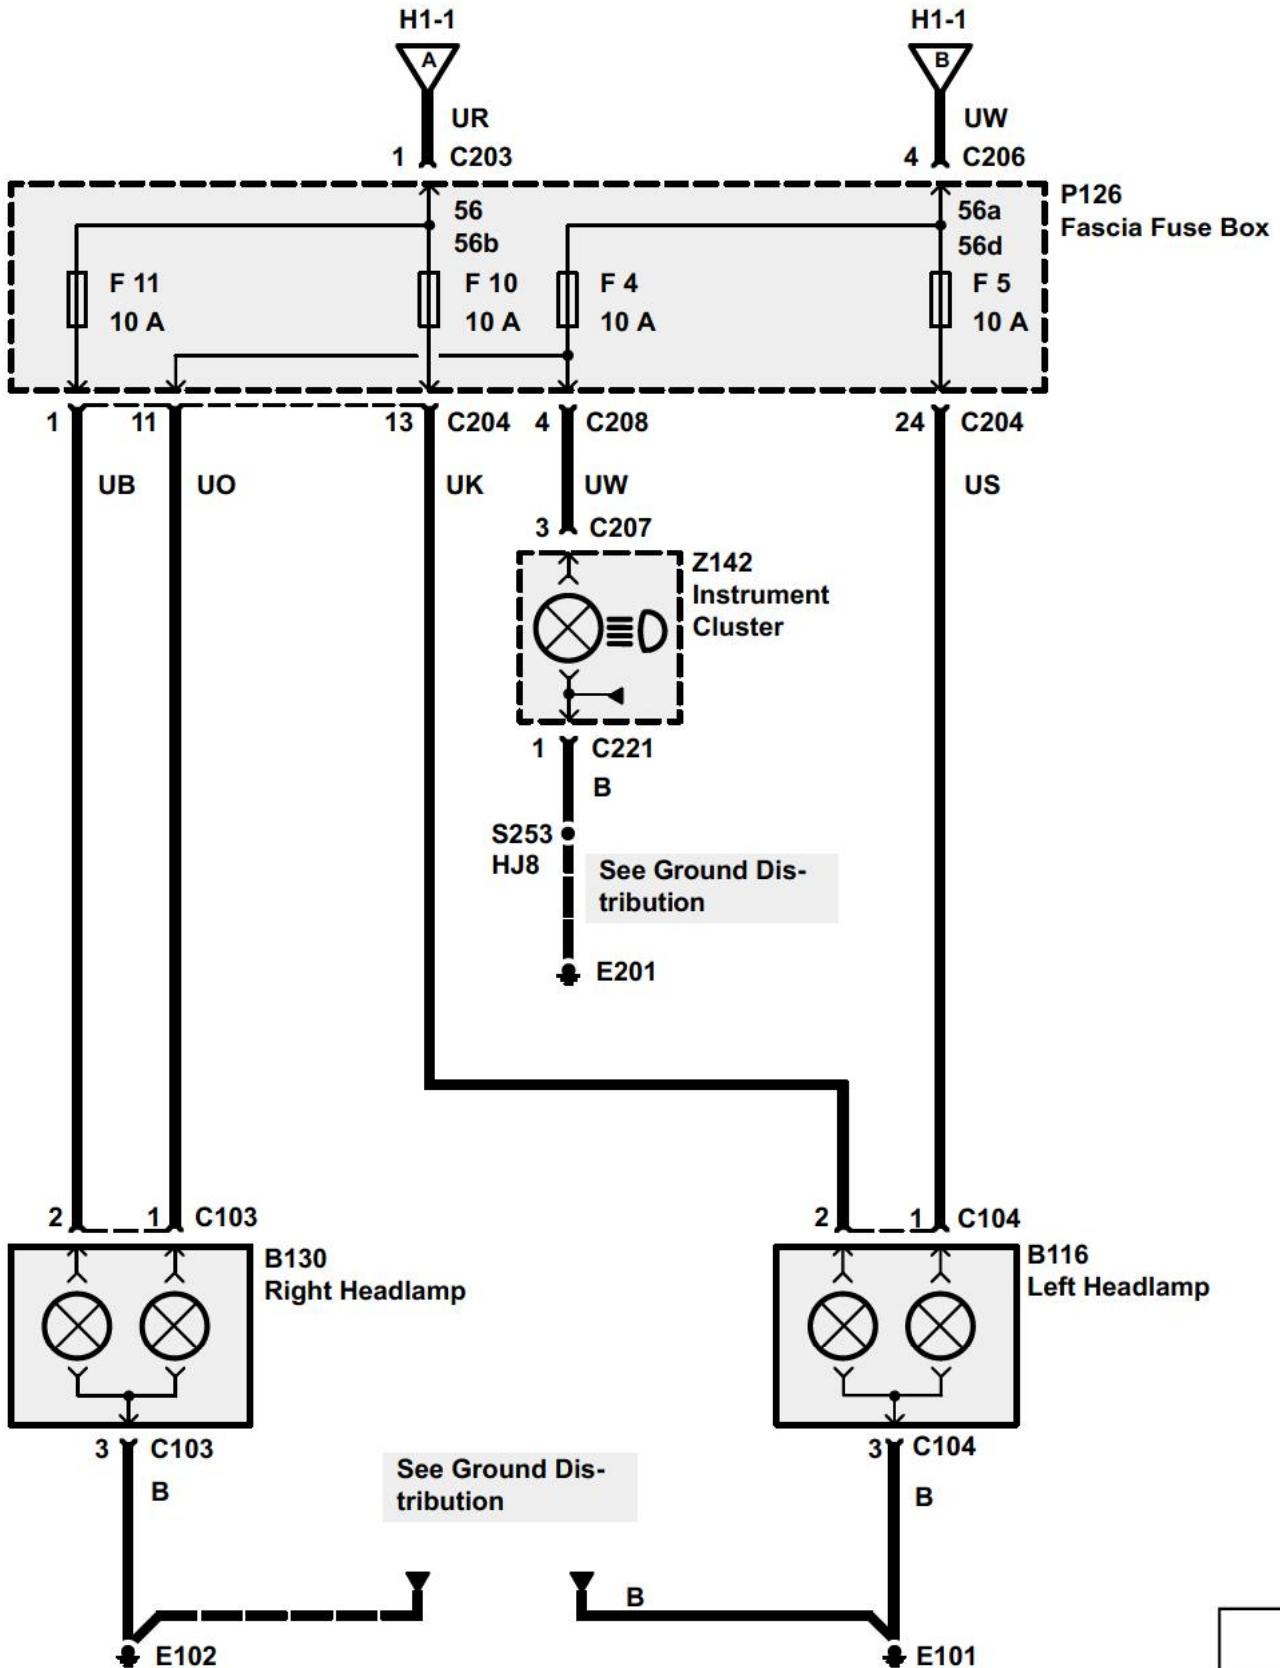 H1-1 H1-1
A B
UR UW
1 C203 4 C206
P126
Fascia Fuse Box
56 56a
56b 56d
F 11 F 10 F 4 F 5
10 A 10 A 10 A 10 A
1 11 13 C204 4 C208 24 C204
UB UO UK UW US
3 C207
Z142
Instrument
Cluster
1 C221
B
S253
HJ8
See Ground Dis-
tribution
E201
2 1 C103 2 1 C104
B130 B116
Right Headlamp Left Headlamp
3 C103 3 C104
B B
See Ground Dis-
tribution
B
E102 E101